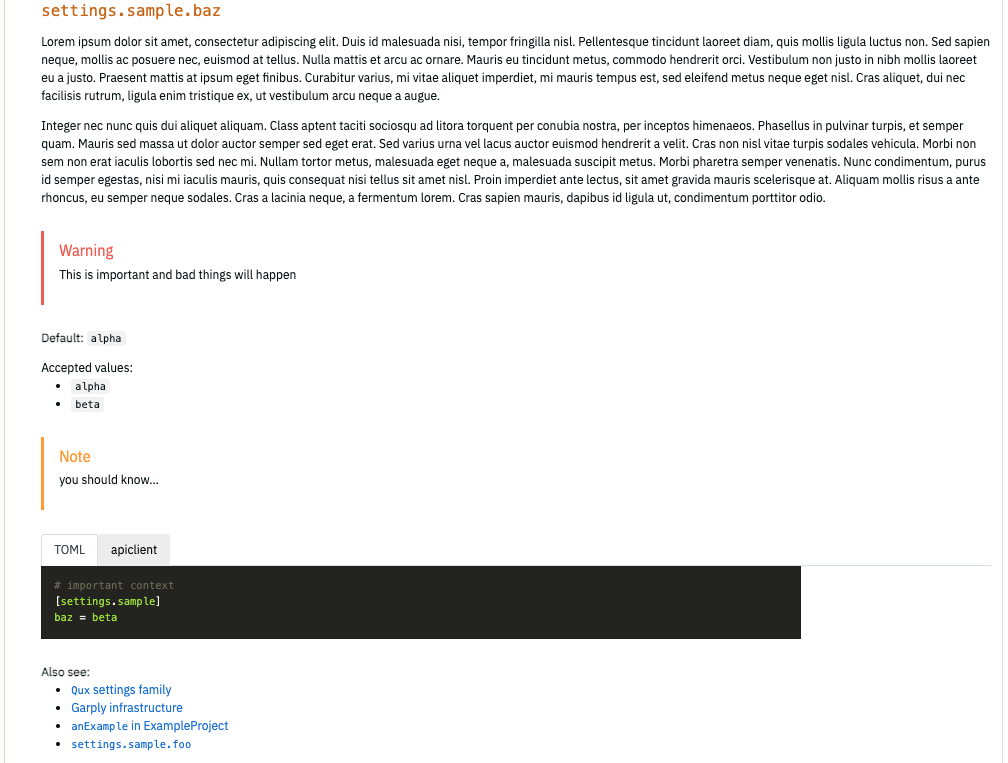 settings.sample.baz
Lorem ipsum dolor sit amet, consectetur adipiscing elit. Duis id malesuada nisi, tempor fringilla nisl. Pellentesque tincidunt laoreet diam, quis mollis ligula luctus non. Sed sapien
neque, mollis ac posuere nec, euismod at tellus. Nulla mattis et arcu ac ornare. Mauris eu tincidunt metus, commodo hendrerit orci. Vestibulum non justo in nibh mollis laoreet
eu a justo. Praesent mattis at ipsum eget finibus. Curabitur varius, mi vitae aliquet imperdiet, mi mauris tempus est, sed eleifend metus neque eget nisl. Cras aliquet, dui nec
facilisis rutrum, ligula enim tristique ex, ut vestibulum arcu neque a augue.
Integer nec nunc quis dui aliquet aliquam. Class aptent taciti sociosqu ad litora torquent per conubia nostra, per inceptos himenaeos. Phasellus in pulvinar turpis, et semper
quam. Mauris sed massa ut dolor auctor semper sed eget erat. Sed varius urna vel lacus auctor euismod hendrerit a velit. Cras non nisl vitae turpis sodales vehicula. Morbi non
sem non erat iaculis lobortis sed nec mi. Nullam tortor metus, malesuada eget neque a, malesuada suscipit metus. Morbi pharetra semper venenatis. Nunc condimentum, purus
id semper egestas, nisi mi iaculis mauris, quis consequat nisi tellus sit amet nisl. Proin imperdiet ante lectus, sit amet gravida mauris scelerisque at. Aliquam mollis risus a ante
rhoncus, eu semper neque sodales. Cras a lacinia neque, a fermentum lorem. Cras sapien mauris, dapibus id ligula ut, condimentum porttitor odio.
Warning
This is important and bad things will happen
Default: alpha
Accepted values:
• alpha
• beta
Note
you should know...
TOML apiclient
# important context
[settings.sample]
baz = beta
Also see:
• Qux settings family
• Garply infrastructure
• anExample in ExampleProject
• settings.sample.foo